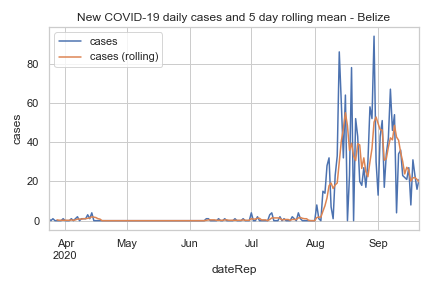 New COVID-19 daily cases and 5 day rolling mean - Belize
cases
cases (rolling)
80
60
40
20
0
cases
Apr May Jun Jul Aug Sep
2020
dateRep